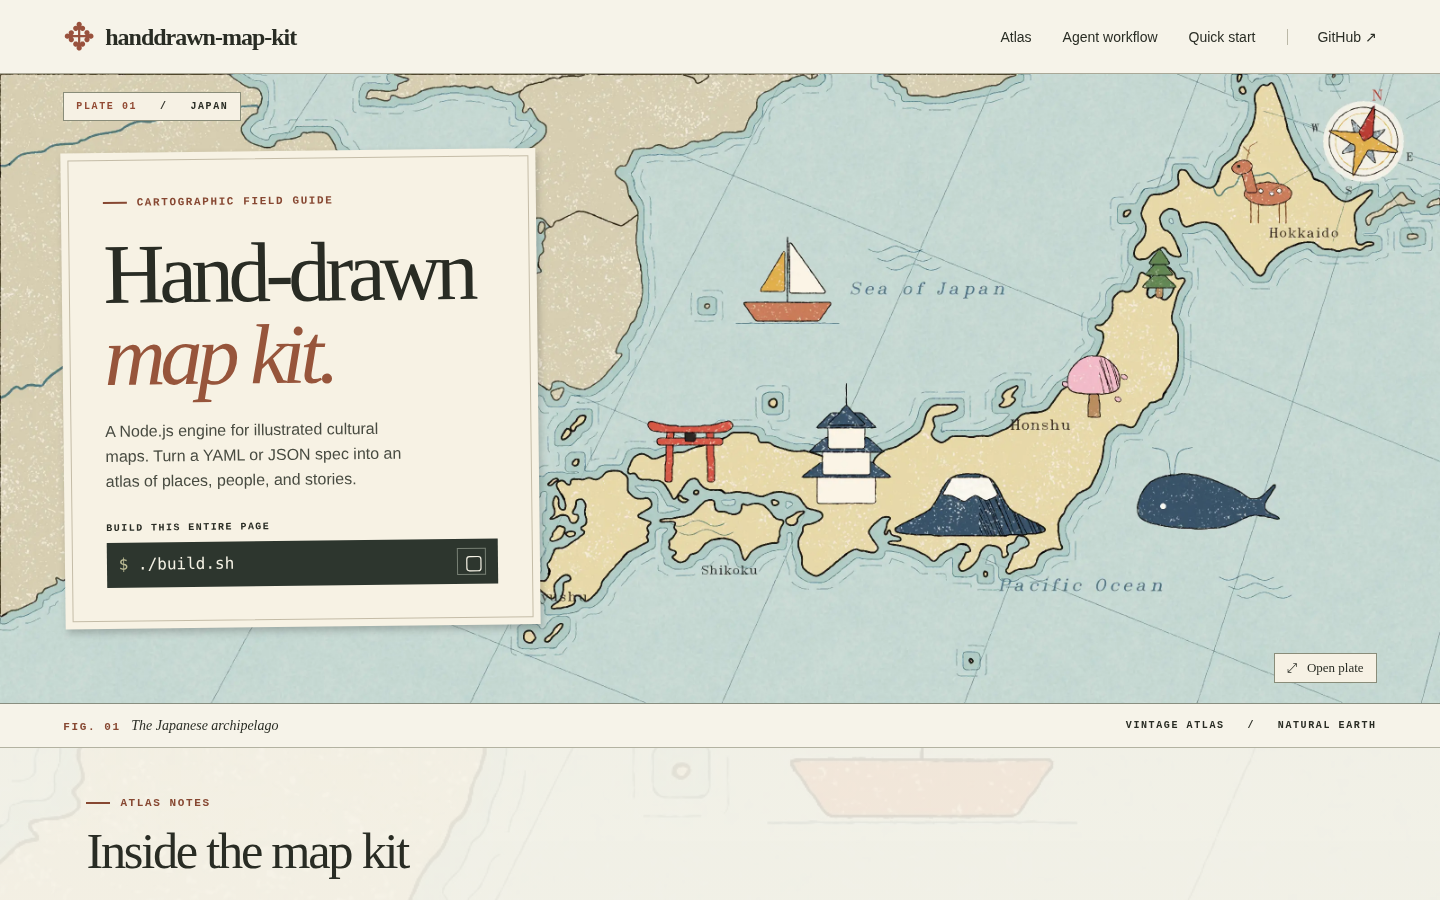 handdrawn-map-kit
Atlas
Agent workflow
Quick start
GitHub ↗
PLATE 01 / JAPAN
N
W
E
S
CARTOGRAPHIC FIELD GUIDE
Hand-drawn
map kit.
A Node.js engine for illustrated cultural
maps. Turn a YAML or JSON spec into an
atlas of places, people, and stories.
BUILD THIS ENTIRE PAGE
$ ./build.sh
Hokkaido
Sea of Japan
Honshu
Shikoku
yushu
Pacific Ocean
Open plate
FIG. 01 The Japanese archipelago
VINTAGE ATLAS / NATURAL EARTH
ATLAS NOTES
Inside the map kit